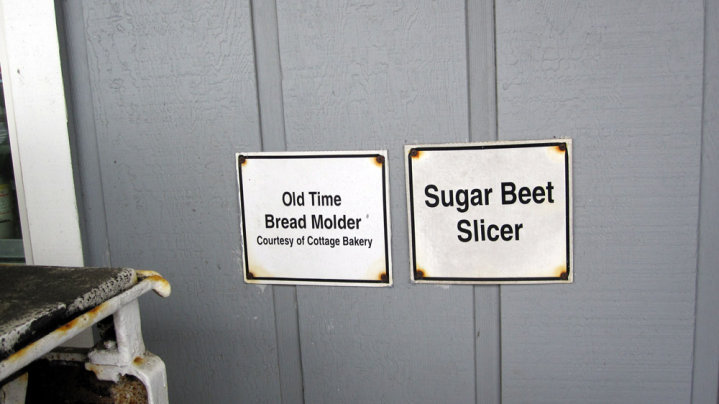 Old Time
Bread Molder
Courtesy of Cottage Bakery
Sugar Beet
Slicer